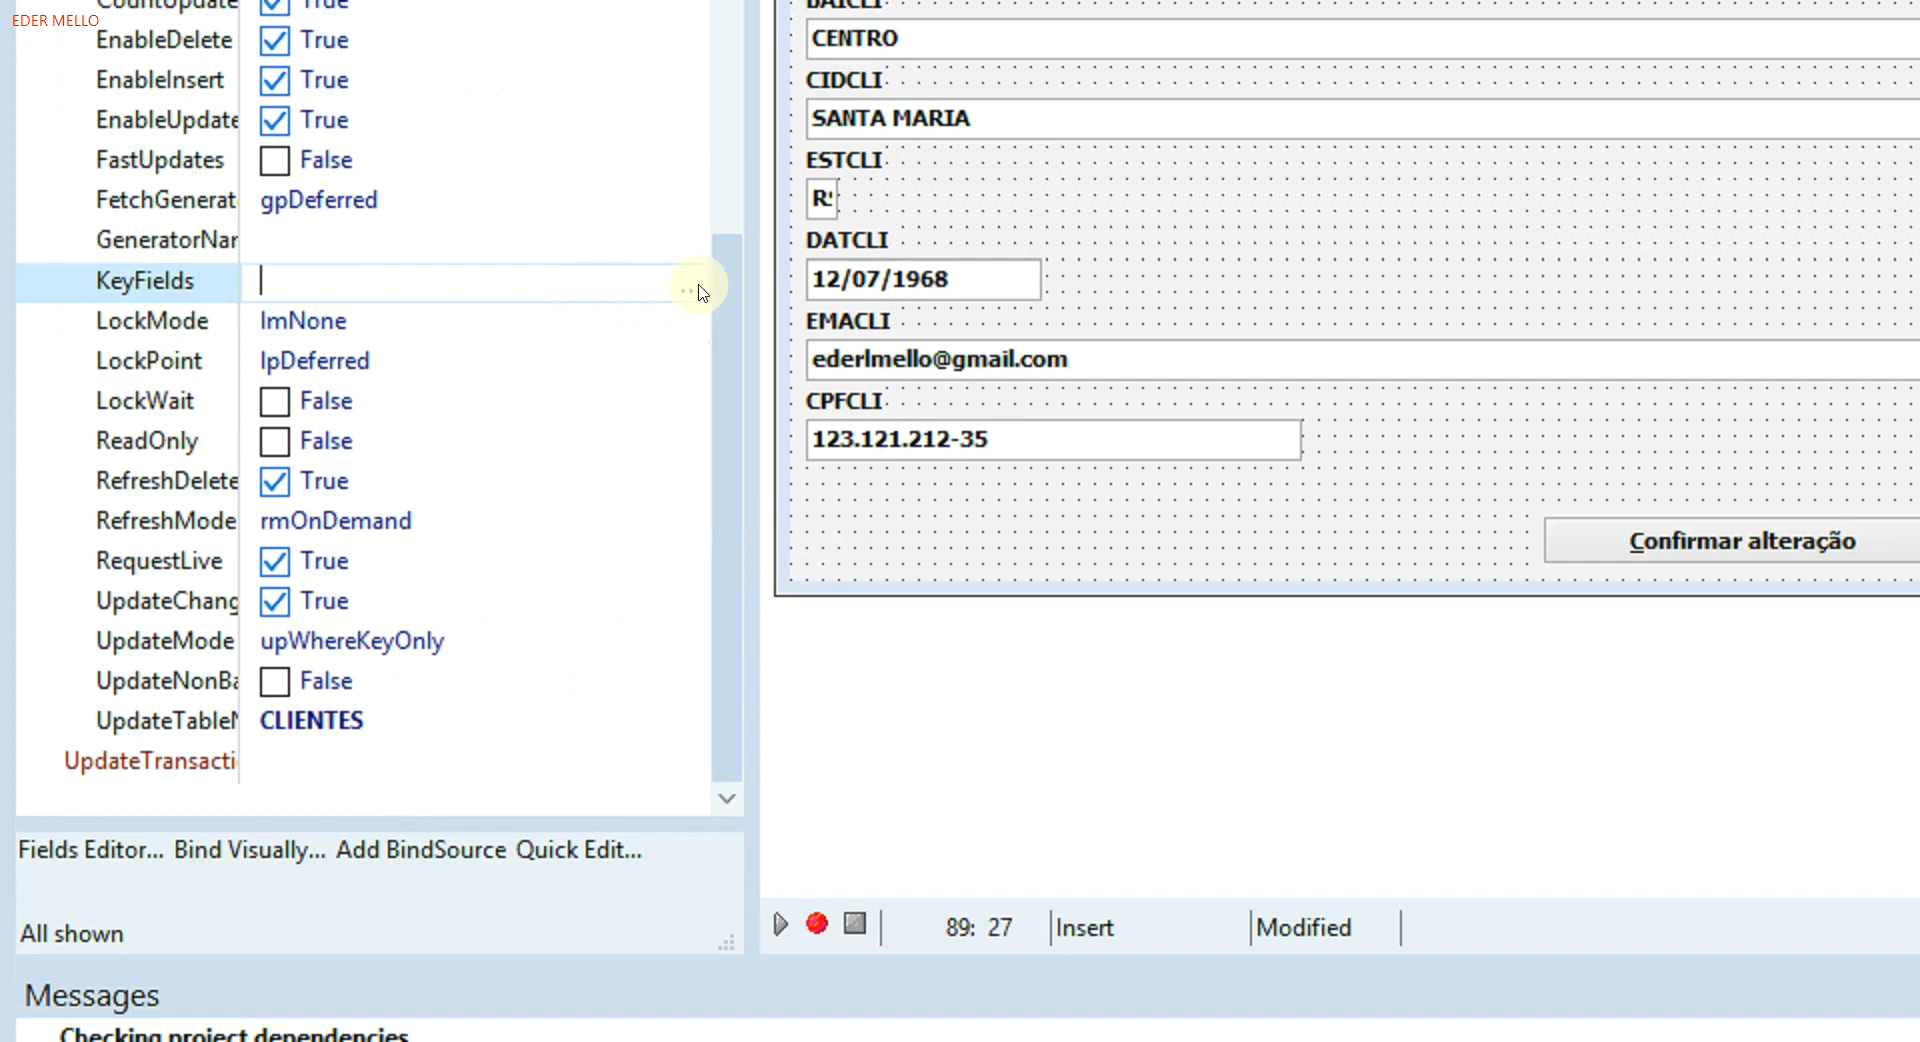 EDER MELLO
True
EnableDelete True
EnableInsert True
EnableUpdate True
FastUpdates False
FetchGenerat gpDeferred
GeneratorNar
KeyFields
LockMode lmNone
LockPoint lpDeferred
LockWait False
ReadOnly False
RefreshDelete True
RefreshMode rmOnDemand
RequestLive True
UpdateChang True
UpdateMode upWhereKeyOnly
UpdateNonBa False
UpdateTableN CLIENTES
UpdateTransacti
Fields Editor... Bind Visually... Add BindSource Quick Edit...
All shown
BAICLI
CENTRO
CIDCLI
SANTA MARIA
ESTCLI
DATCLI
12/07/1968
EMACLI
ederlmello@gmail.com
CPFCLI
123.121.212-35
Confirmar alteração
89: 27 Insert Modified
Messages
Checking project dependencies